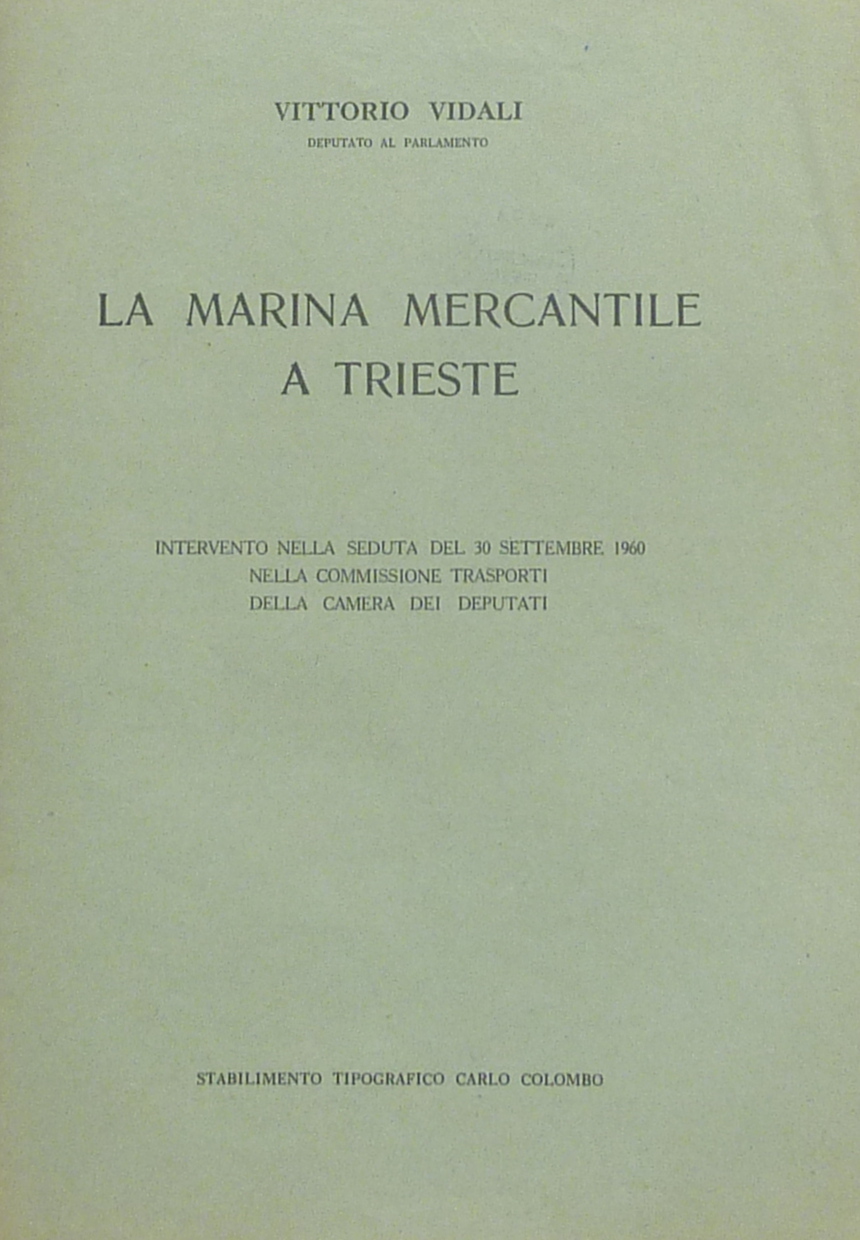 VITTORIO VIDALI
DEPUTATO AL PARLAMENTO
LA MARINA MERCANTILE
A TRIESTE
INTERVENTO NELLA SEDUTA DEL 30 SETTEMBRE 1960
NELLA COMMISSIONE TRASPORTI
DELLA CAMERA DEI DEPUTATI
STABILIMENTO TIPOGRAFICO CARLO COLOMBO